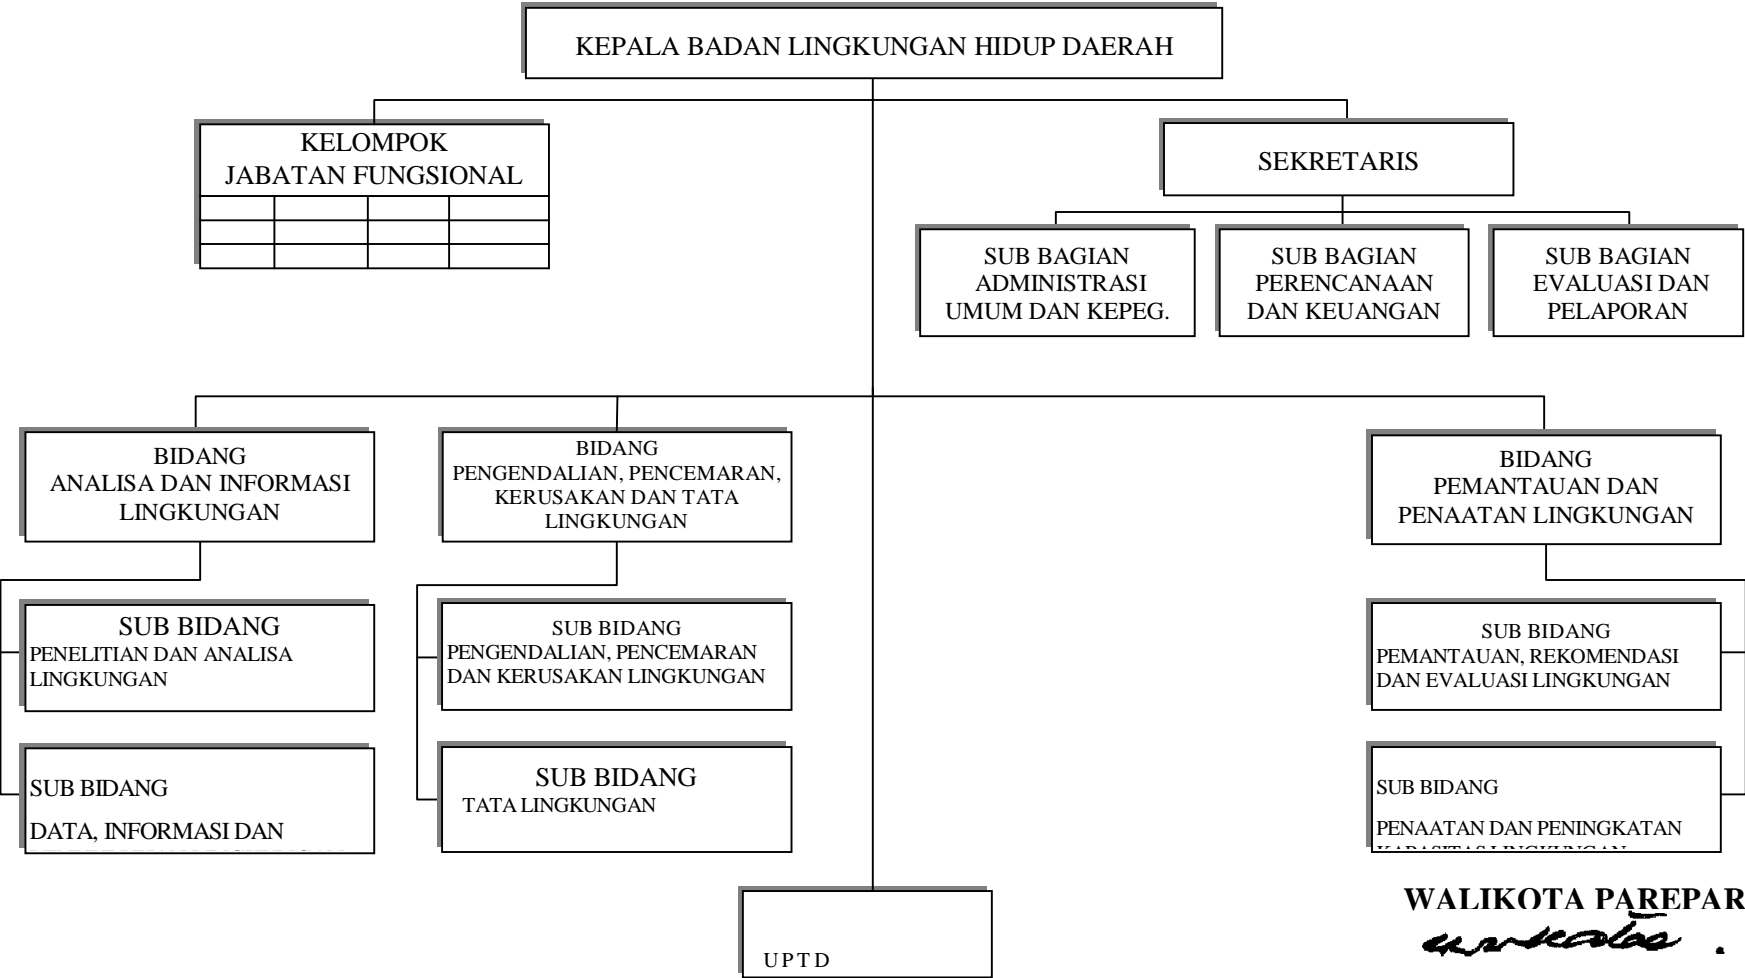 KEPALA BADAN LINGKUNGAN HIDUP DAERAH
KELOMPOK
JABATAN FUNGSIONAL
SEKRETARIS
SUB BAGIAN
ADMINISTRASI
UMUM DAN KEPEG.
SUB BAGIAN
PERENCANAAN
DAN KEUANGAN
SUB BAGIAN
EVALUASI DAN
PELAPORAN
BIDANG
ANALISA DAN INFORMASI
LINGKUNGAN
BIDANG
PENGENDALIAN, PENCEMARAN,
KERUSAKAN DAN TATA
LINGKUNGAN
BIDANG
PEMANTAUAN DAN
PENAATAN LINGKUNGAN
SUB BIDANG
PENELITIAN DAN ANALISA
LINGKUNGAN
SUB BIDANG
PENGENDALIAN, PENCEMARAN
DAN KERUSAKAN LINGKUNGAN
SUB BIDANG
PEMANTAUAN, REKOMENDASI
DAN EVALUASI LINGKUNGAN
SUB BIDANG
DATA, INFORMASI DAN
SUB BIDANG
TATA LINGKUNGAN
SUB BIDANG
PENAATAN DAN PENINGKATAN
KAPASITAS LINGKUNGAN
UPTD
WALIKOTA PAREPAR